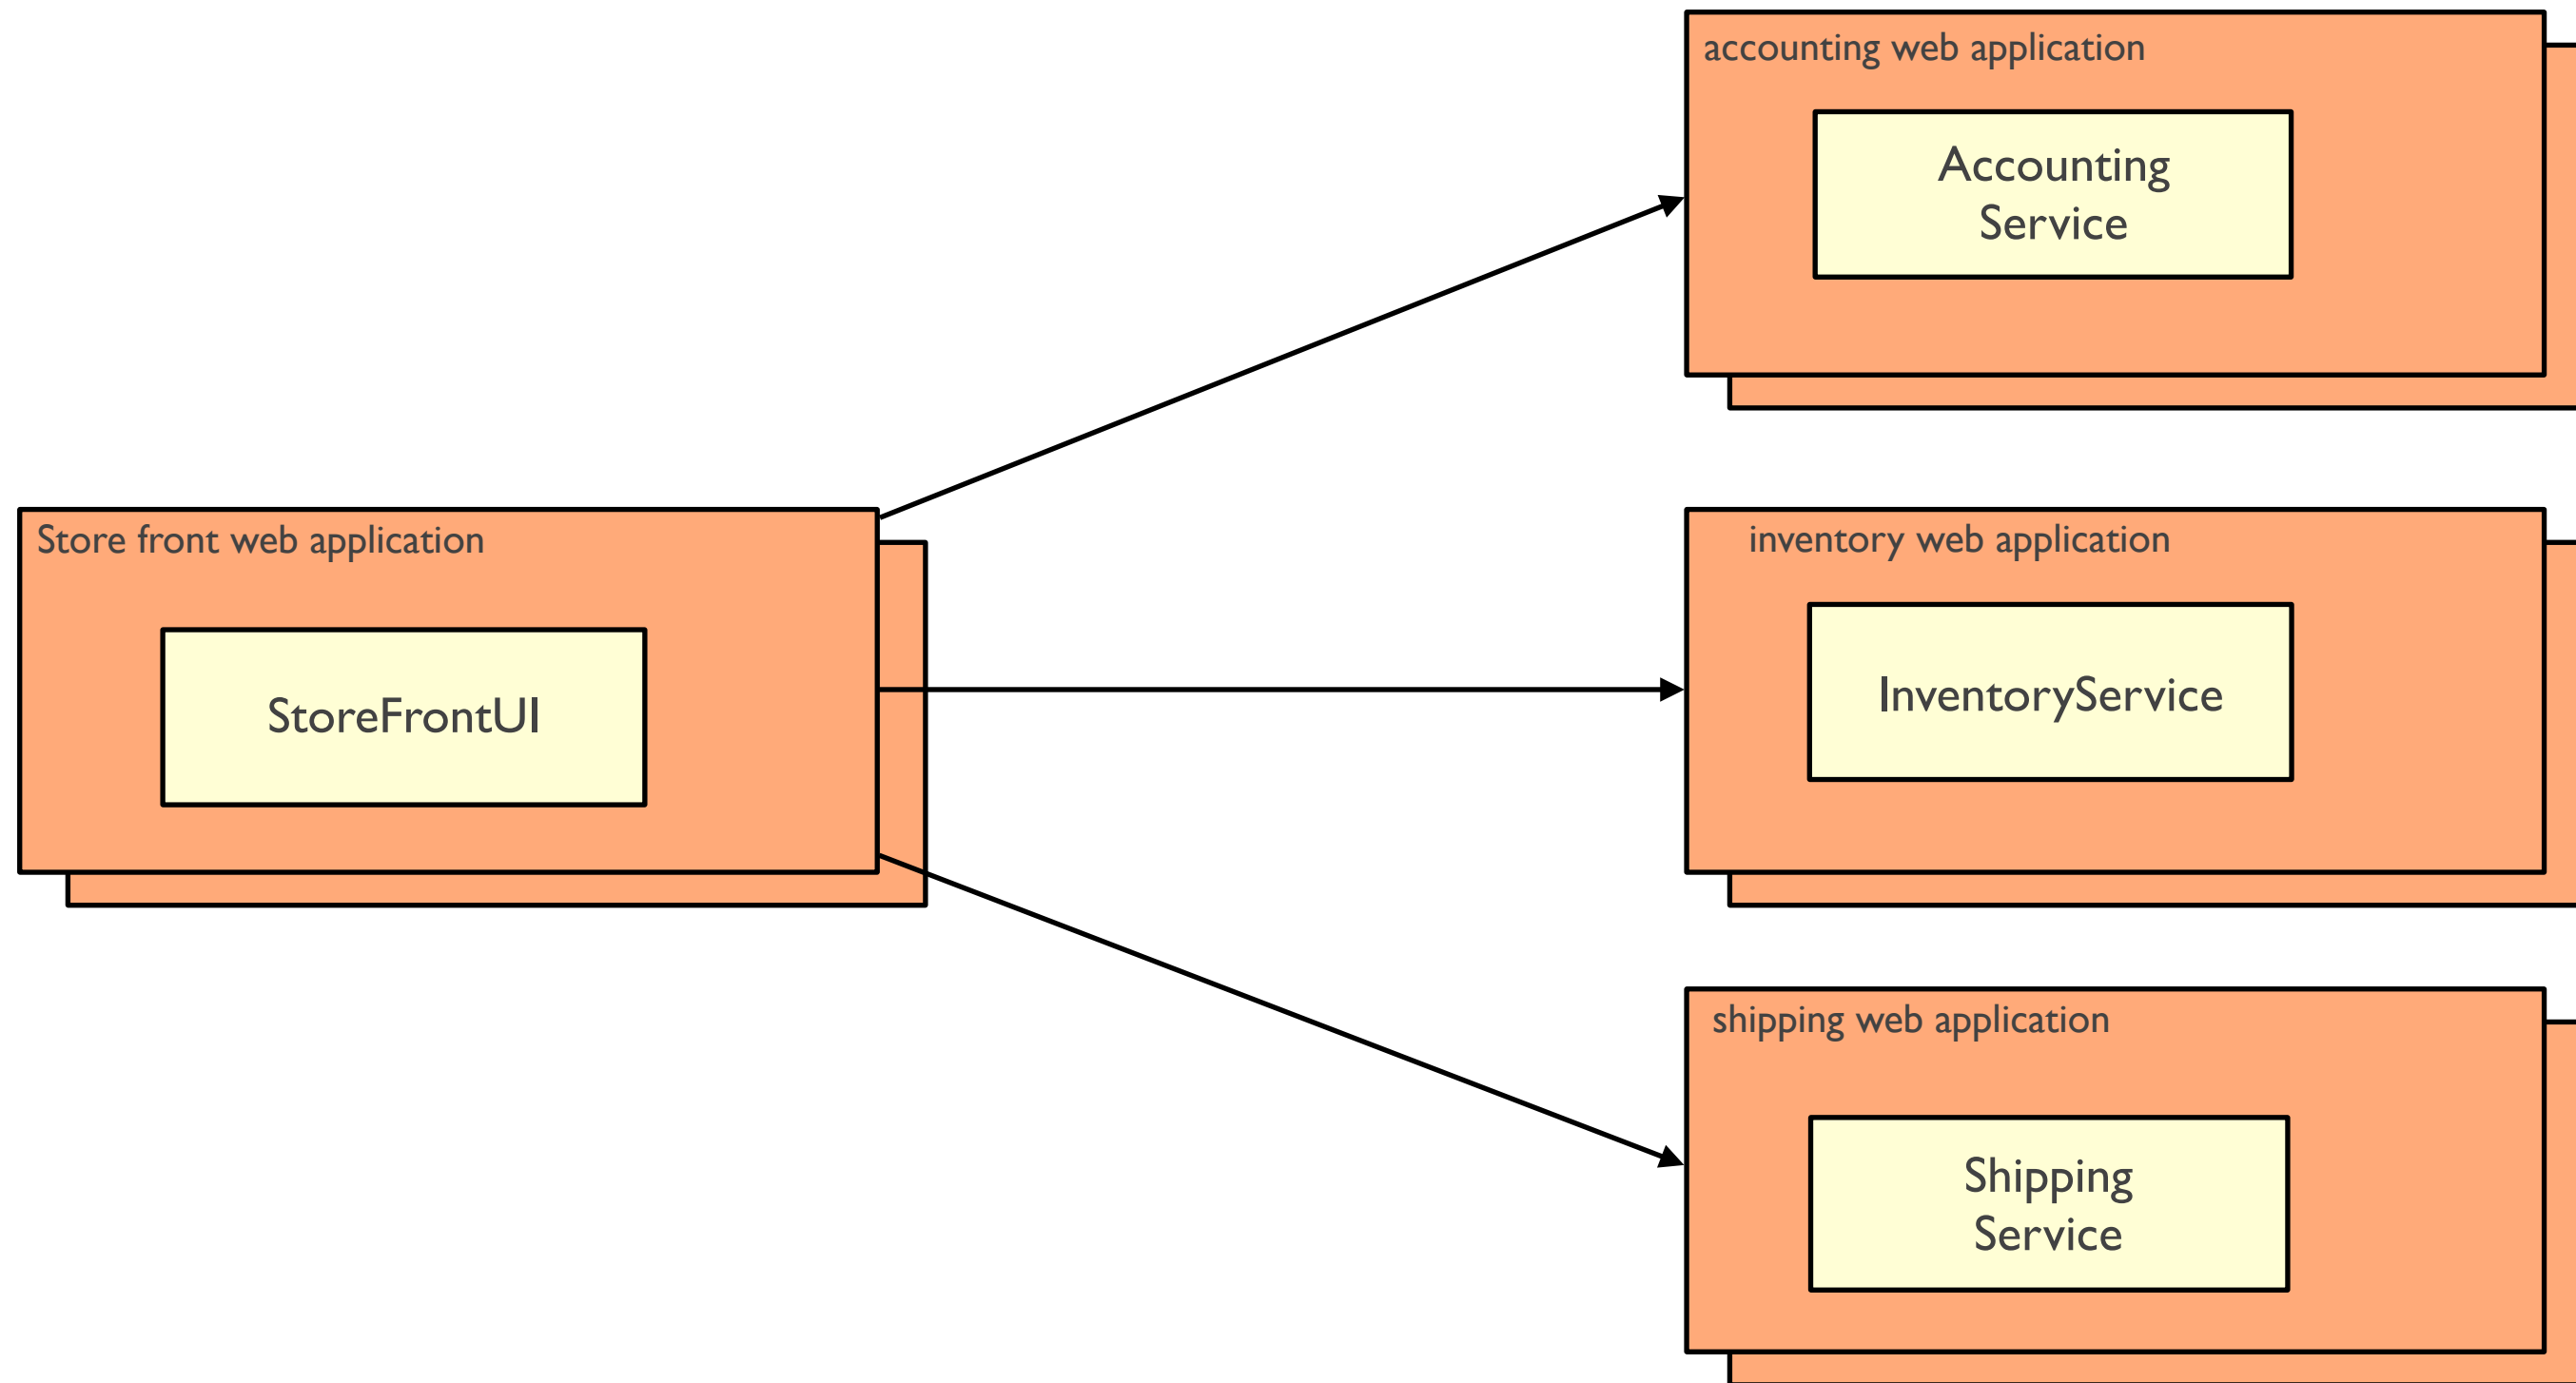 accounting web application
Accounting
Service
Store front web application
StoreFrontUI
inventory web application
InventoryService
shipping web application
Shipping
Service